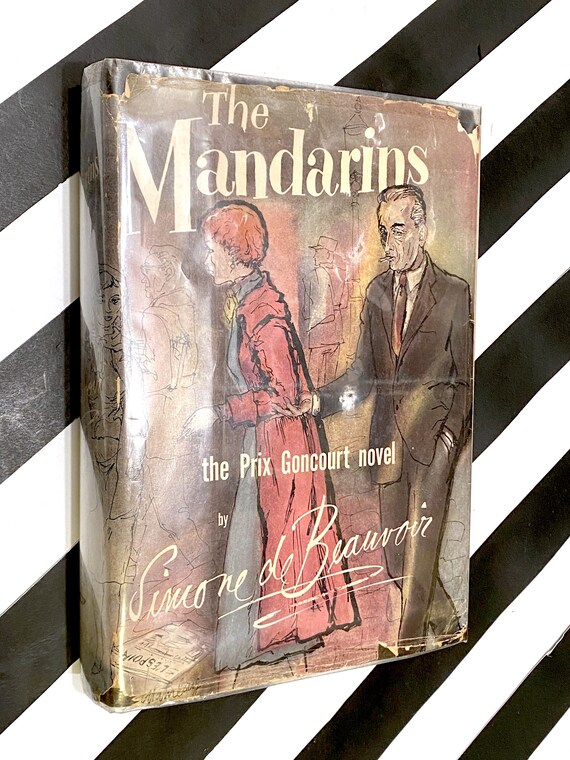 The
Mandarins
the Prix Goncourt novel
by
Simone de Beauvoir